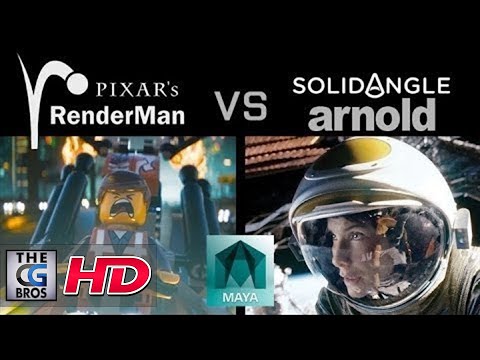 PIXAR's
RenderMan
VS
SOLIDANGLE
arnold
THE
CG
BROS
HD
MAYA